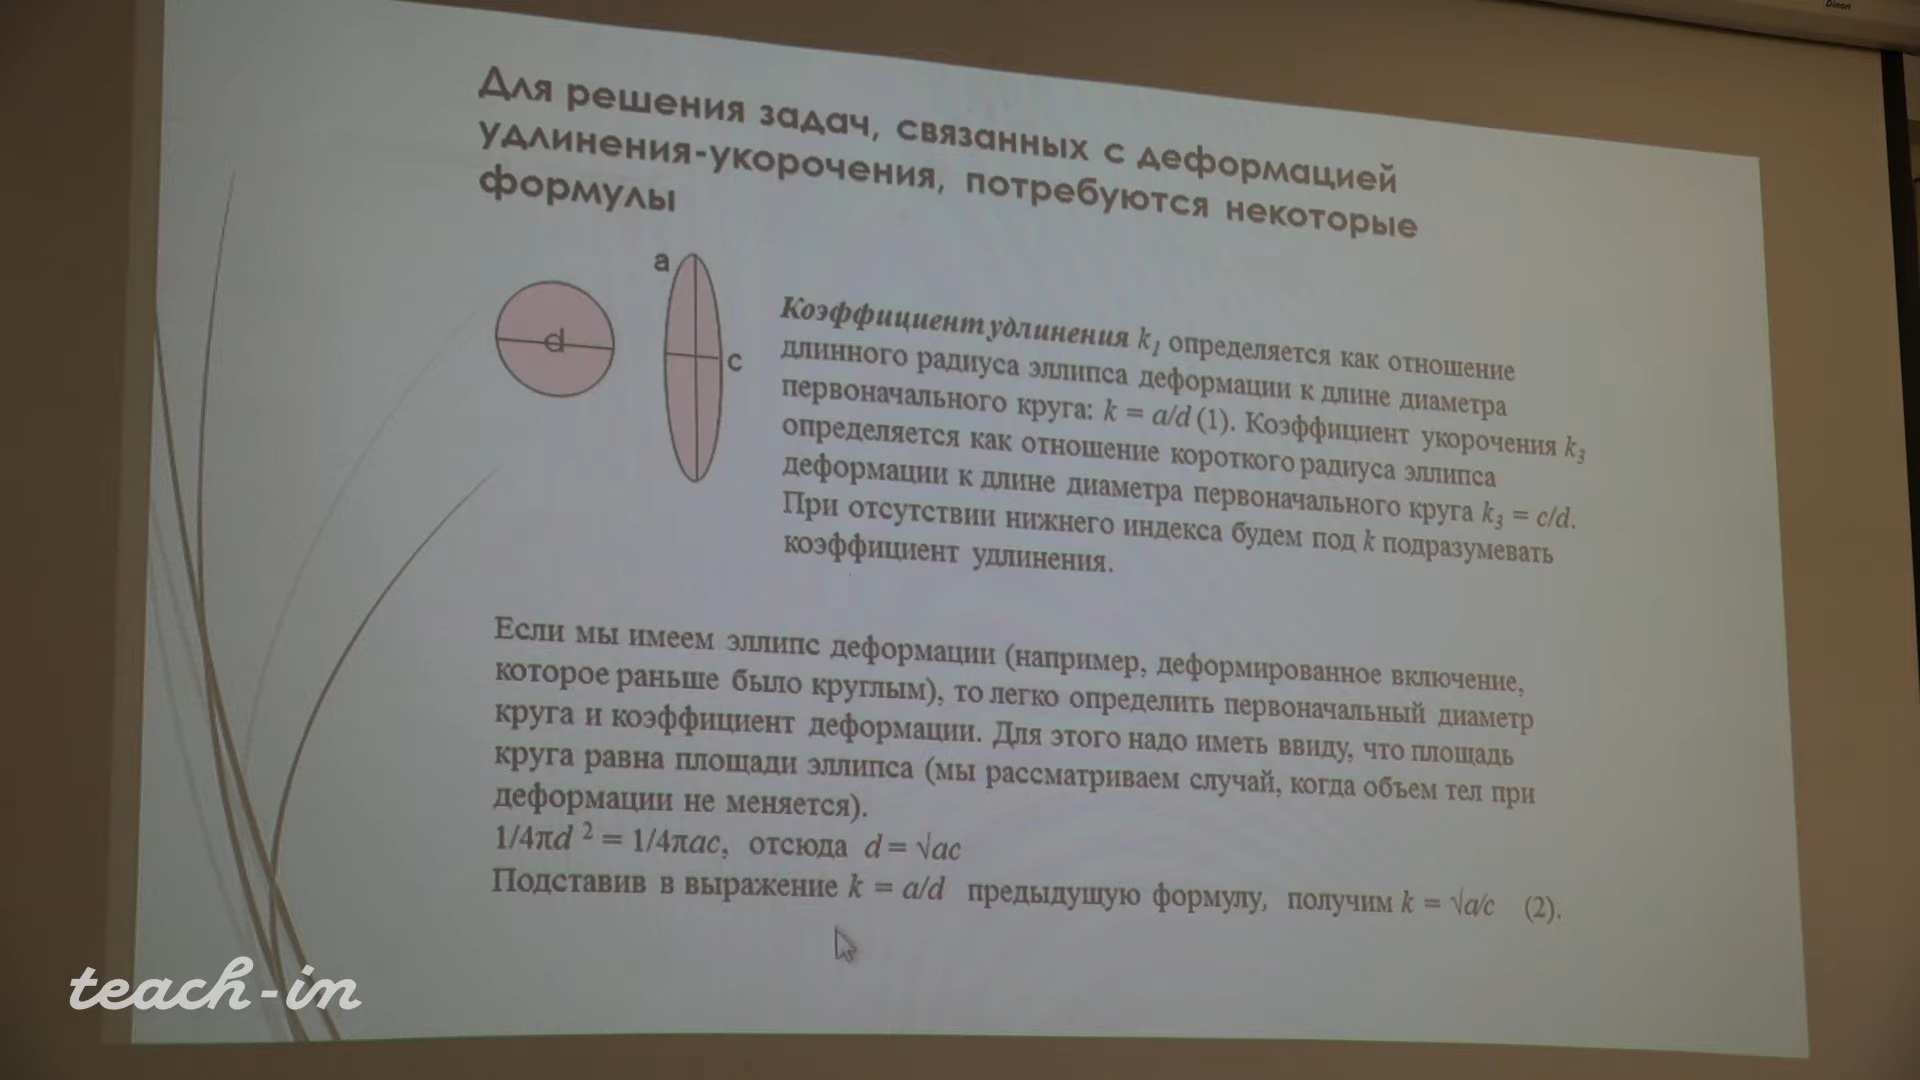 Dinon
Для решения задач, связанных с деформацией
удлинения-укорочения, потребуются некоторые
формулы
a
d
c
Коэффициент удлинения k₁ определяется как отношение
длинного радиуса эллипса деформации к длине диаметра
первоначального круга: k = a/d (1). Коэффициент укорочения k₃
определяется как отношение короткого радиуса эллипса
деформации к длине диаметра первоначального круга k₃ = c/d.
При отсутствии нижнего индекса будем под k подразумевать
коэффициент удлинения.
Если мы имеем эллипс деформации (например, деформированное включение,
которое раньше было круглым), то легко определить первоначальный диаметр
круга и коэффициент деформации. Для этого надо иметь ввиду, что площадь
круга равна площади эллипса (мы рассматриваем случай, когда объем тел при
деформации не меняется).
1/4πd ² = 1/4πac, отсюда d = √ac
Подставив в выражение k = a/d предыдущую формулу, получим k = √a/c (2).
teach-in